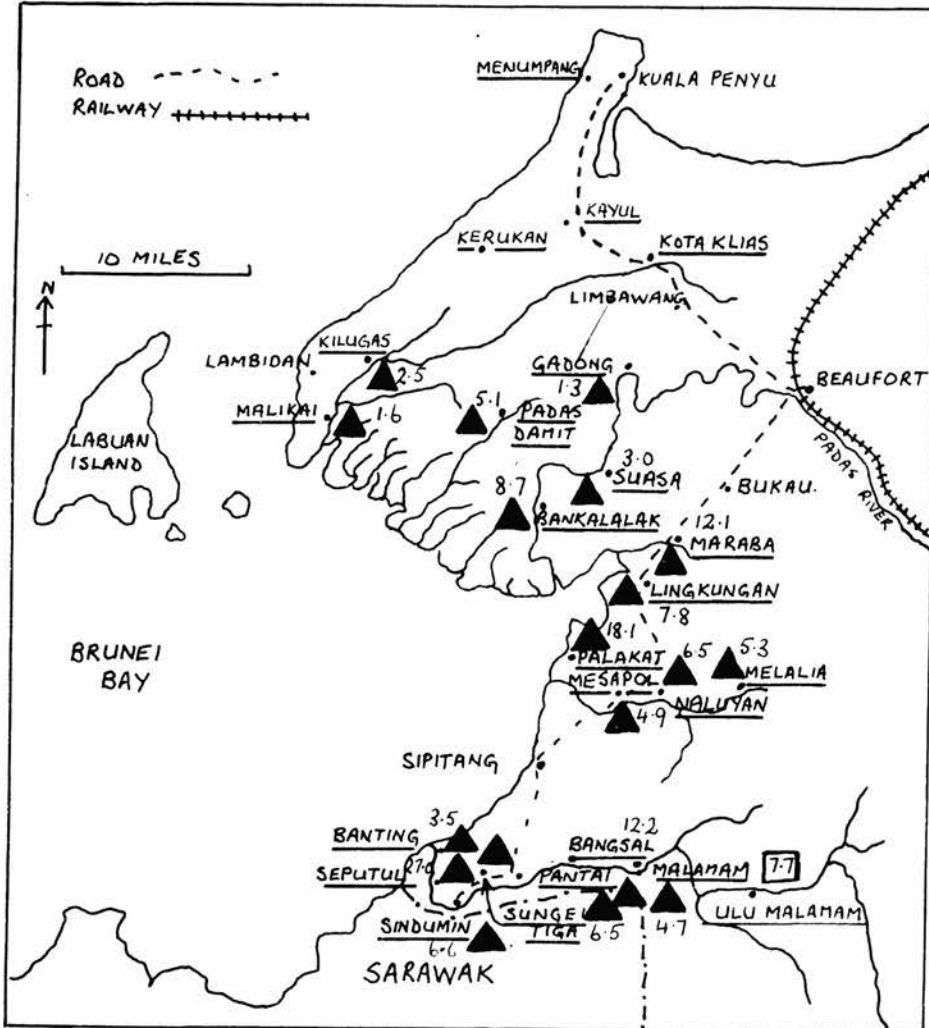 ROAD
MENUMPANG
KUALA PENYU
RAILWAY
KAYUL
KERUKAN
KOTA KLIAS
10 MILES
N
LIMBAWANG
KILUGAS
LAMBIDAN
2.5
GADONG
1.3
BEAUFORT
MALIKAI
1.6
5.1
PADAS
DAMIT
LABUAN
ISLAND
PADAS
RIVER
3.0
SUASA
8.7
BUKAU.
BANKALALAK
12.1
MARABA
LINGKUNGAN
7.8
18.1
BRUNEI
BAY
PALAKAT
6.5
5.3
MELALIA
MESAPOL
NALUYAN
4.9
SIPITANG
3.5
BANTING
12.2
BANGSAL
SEPUTUL
PANTAI
MALAMAM
7.7
ULU MALAMAM
SINDUMIN
6.6
SUNGEI
TIGA
6.5
4.7
SARAWAK